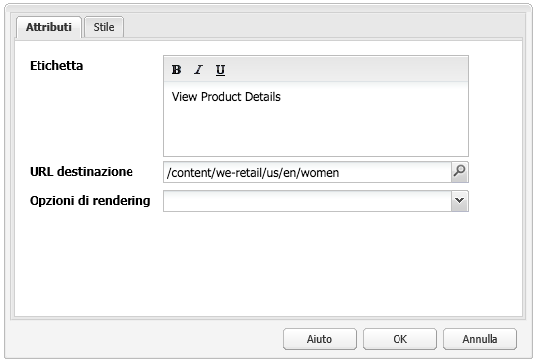 Attributi Stile
Etichetta
B I U
View Product Details
URL destinazione /content/we-retail/us/en/women
Opzioni di rendering
Aiuto OK Annulla